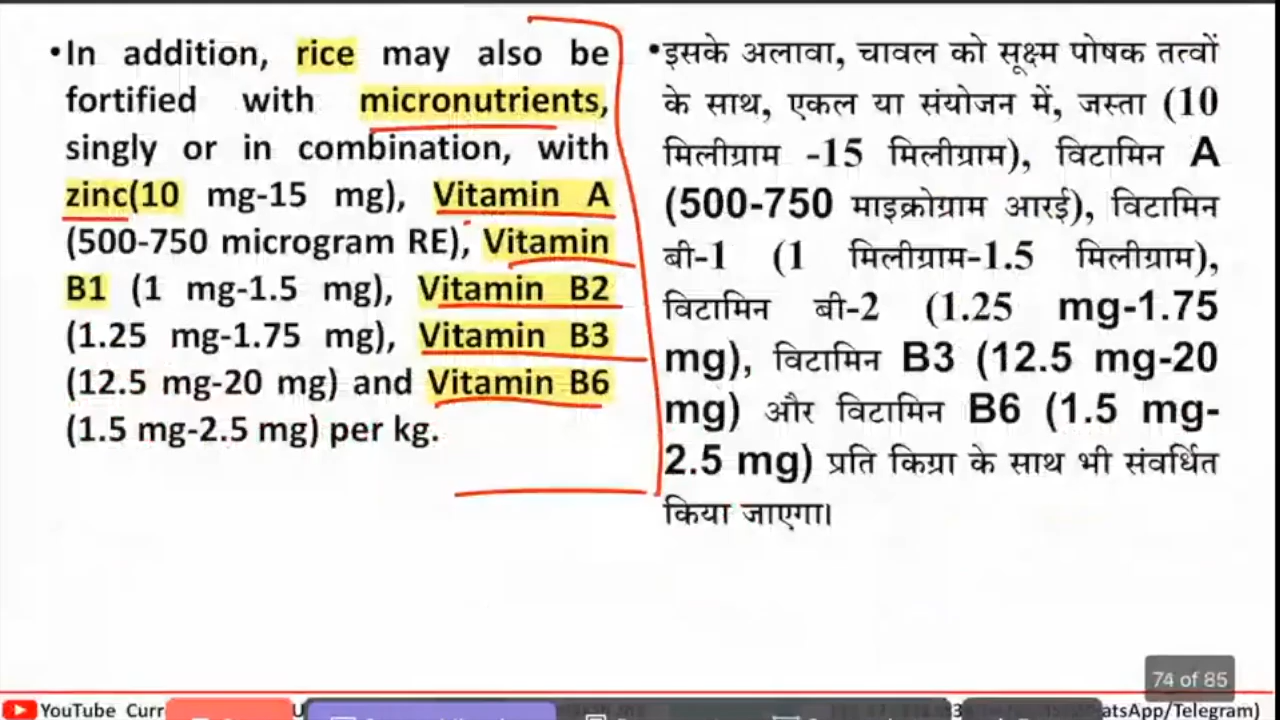 •In addition, rice may also be
fortified with micronutrients,
singly or in combination, with
zinc(10 mg-15 mg), Vitamin A
(500-750 microgram RE), Vitamin
B1 (1 mg-1.5 mg), Vitamin B2
(1.25 mg-1.75 mg), Vitamin B3
(12.5 mg-20 mg) and Vitamin B6
(1.5 mg-2.5 mg) per kg.
•इसके अलावा, चावल को सूक्ष्म पोषक तत्वों
के साथ, एकल या संयोजन में, जस्ता (10
मिलीग्राम -15 मिलीग्राम), विटामिन A
(500-750 माइक्रोग्राम आरई), विटामिन
बी-1 (1 मिलीग्राम-1.5 मिलीग्राम),
विटामिन बी-2 (1.25 mg-1.75
mg), विटामिन B3 (12.5 mg-20
mg) और विटामिन B6 (1.5 mg-
2.5 mg) प्रति किग्रा के साथ भी संवर्धित
किया जाएगा।
74 of 85
YouTube